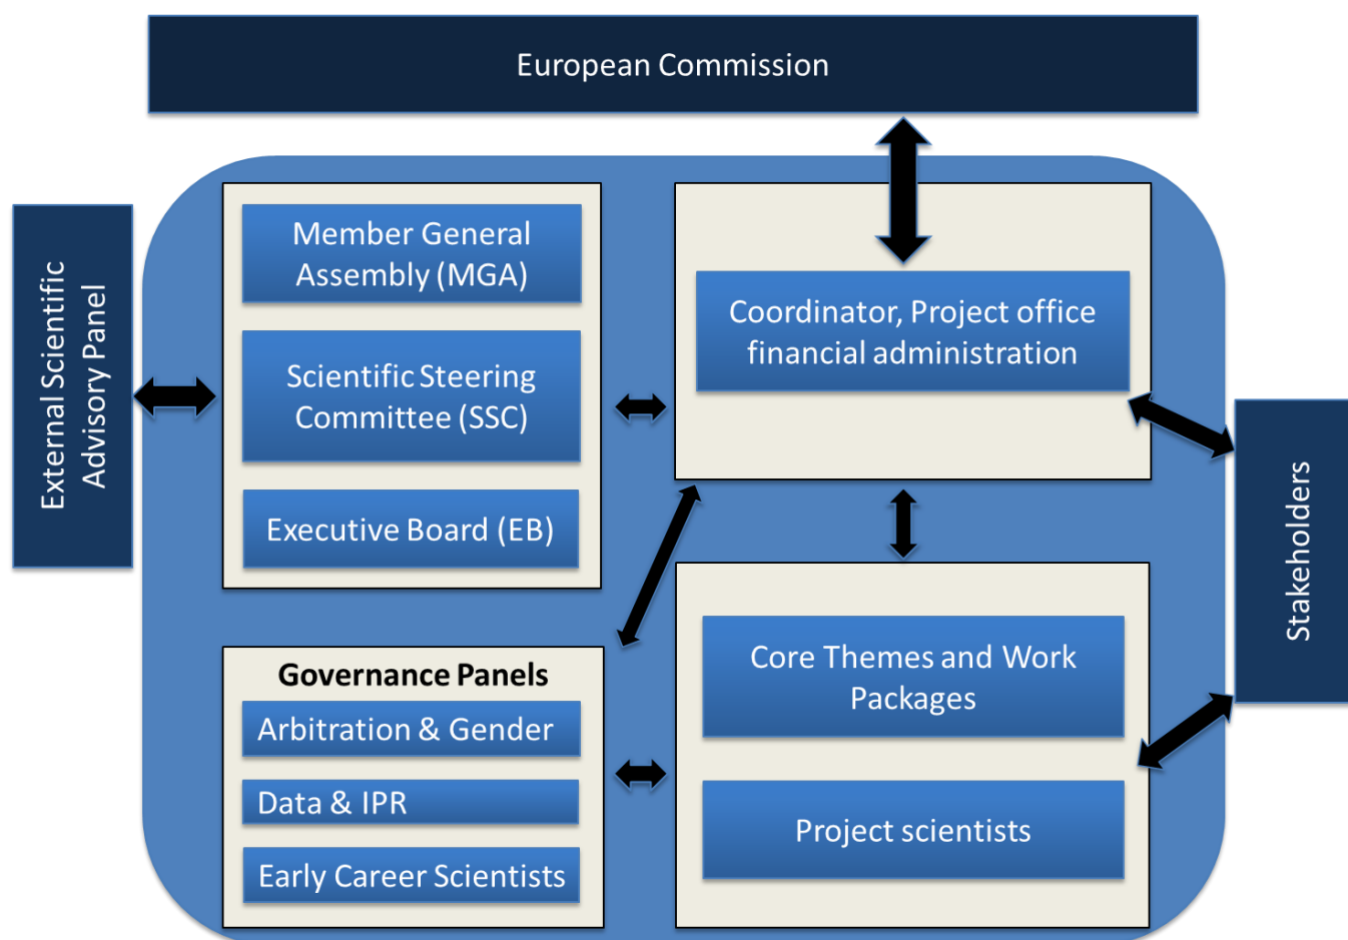 European Commission
External Scientific
Advisory Panel
Member General
Assembly (MGA)
Scientific Steering
Committee (SSC)
Executive Board (EB)
Coordinator, Project office
financial administration
Stakeholders
Governance Panels
Arbitration & Gender
Data & IPR
Early Career Scientists
Core Themes and Work
Packages
Project scientists